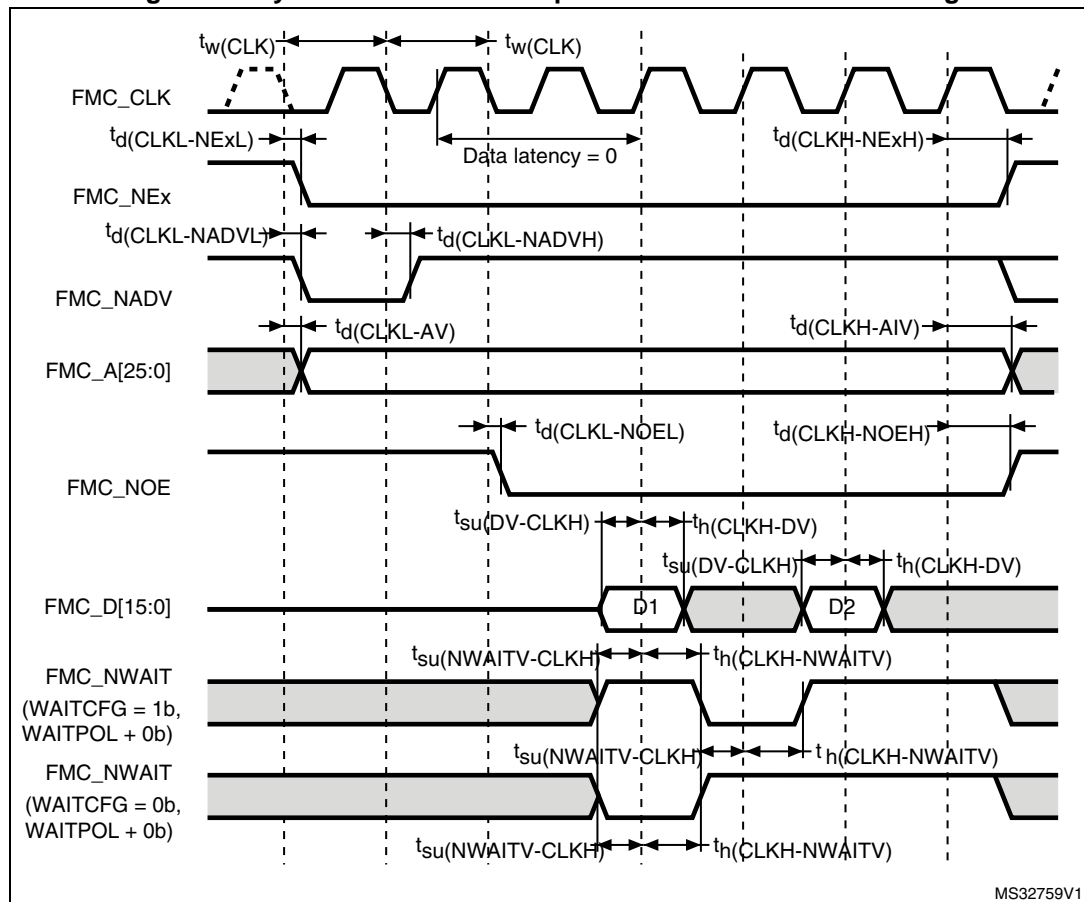 tw(CLK) tw(CLK)
FMC_CLK
td(CLKL-NExL) Data latency = 0 td(CLKH-NExH)
FMC_NEx
td(CLKL-NADVL) td(CLKL-NADVH)
FMC_NADV
td(CLKL-AV) td(CLKH-AIV)
FMC_A[25:0]
td(CLKL-NOEL) td(CLKH-NOEH)
FMC_NOE
tsu(DV-CLKH) th(CLKH-DV)
tsu(DV-CLKH) th(CLKH-DV)
FMC_D[15:0] D1 D2
tsu(NWAITV-CLKH) th(CLKH-NWAITV)
FMC_NWAIT
(WAITCFG = 1b,
WAITPOL + 0b)
tsu(NWAITV-CLKH) th(CLKH-NWAITV)
FMC_NWAIT
(WAITCFG = 0b,
WAITPOL + 0b)
tsu(NWAITV-CLKH) th(CLKH-NWAITV)
MS32759V1